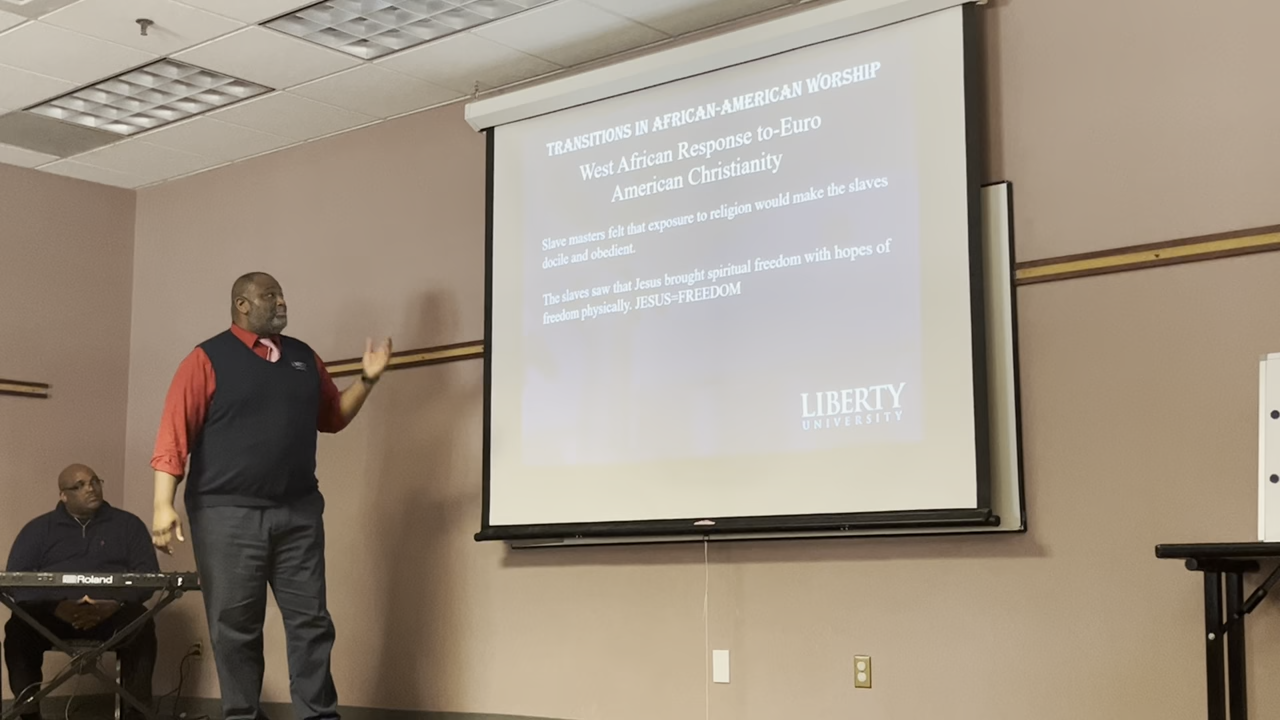 TRANSITIONS IN AFRICAN-AMERICAN WORSHIP
West African Response to-Euro
American Christianity
Slave masters felt that exposure to religion would make the slaves
docile and obedient.
The slaves saw that Jesus brought spiritual freedom with hopes of
freedom physically. JESUS=FREEDOM
LIBERTY
UNIVERSITY
Roland